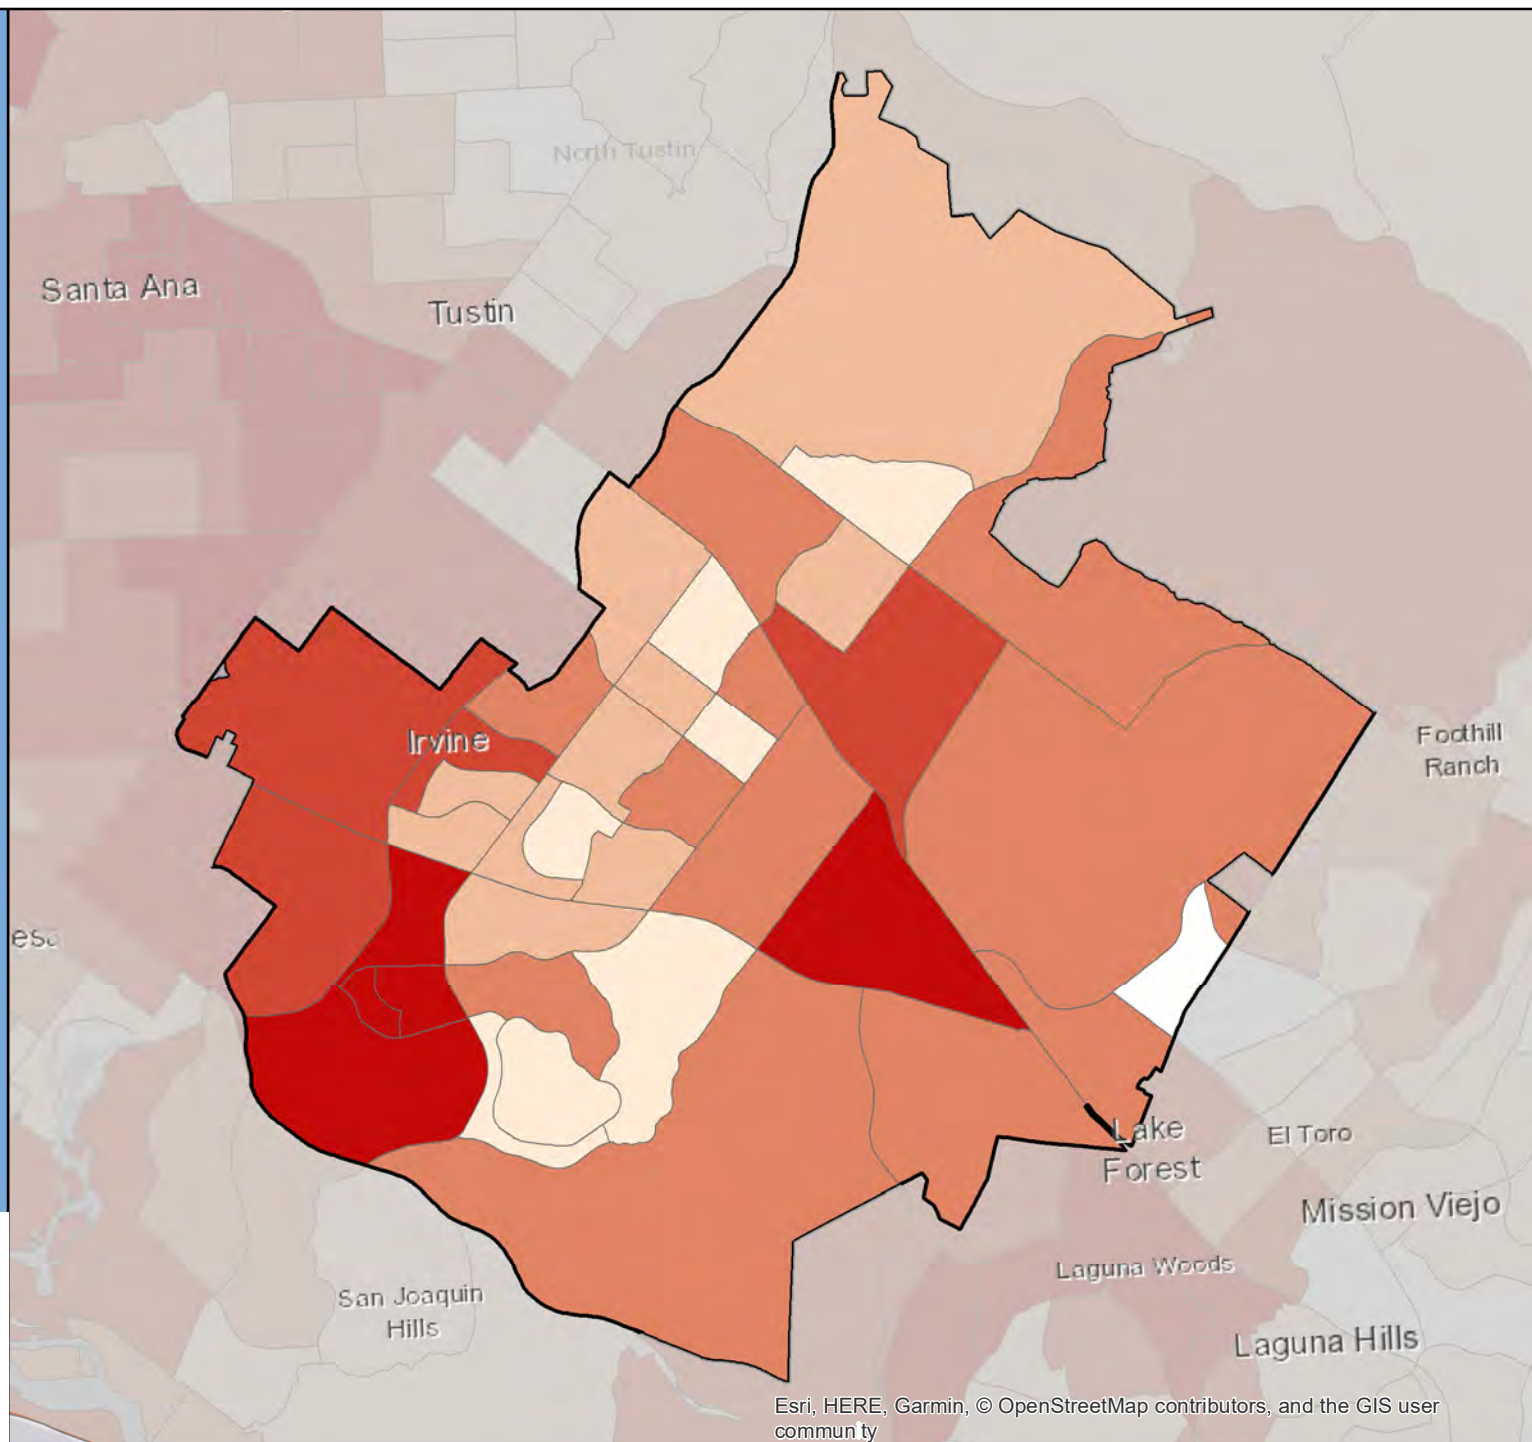 North Tustin
Santa Ana
Tustin
Irvine
Foothill
Ranch
Lake
Forest
El Toro
Mission Viejo
Laguna Woods
San Joaquin
Hills
Laguna Hills
Esri, HERE, Garmin, © OpenStreetMap contributors, and the GIS user
community